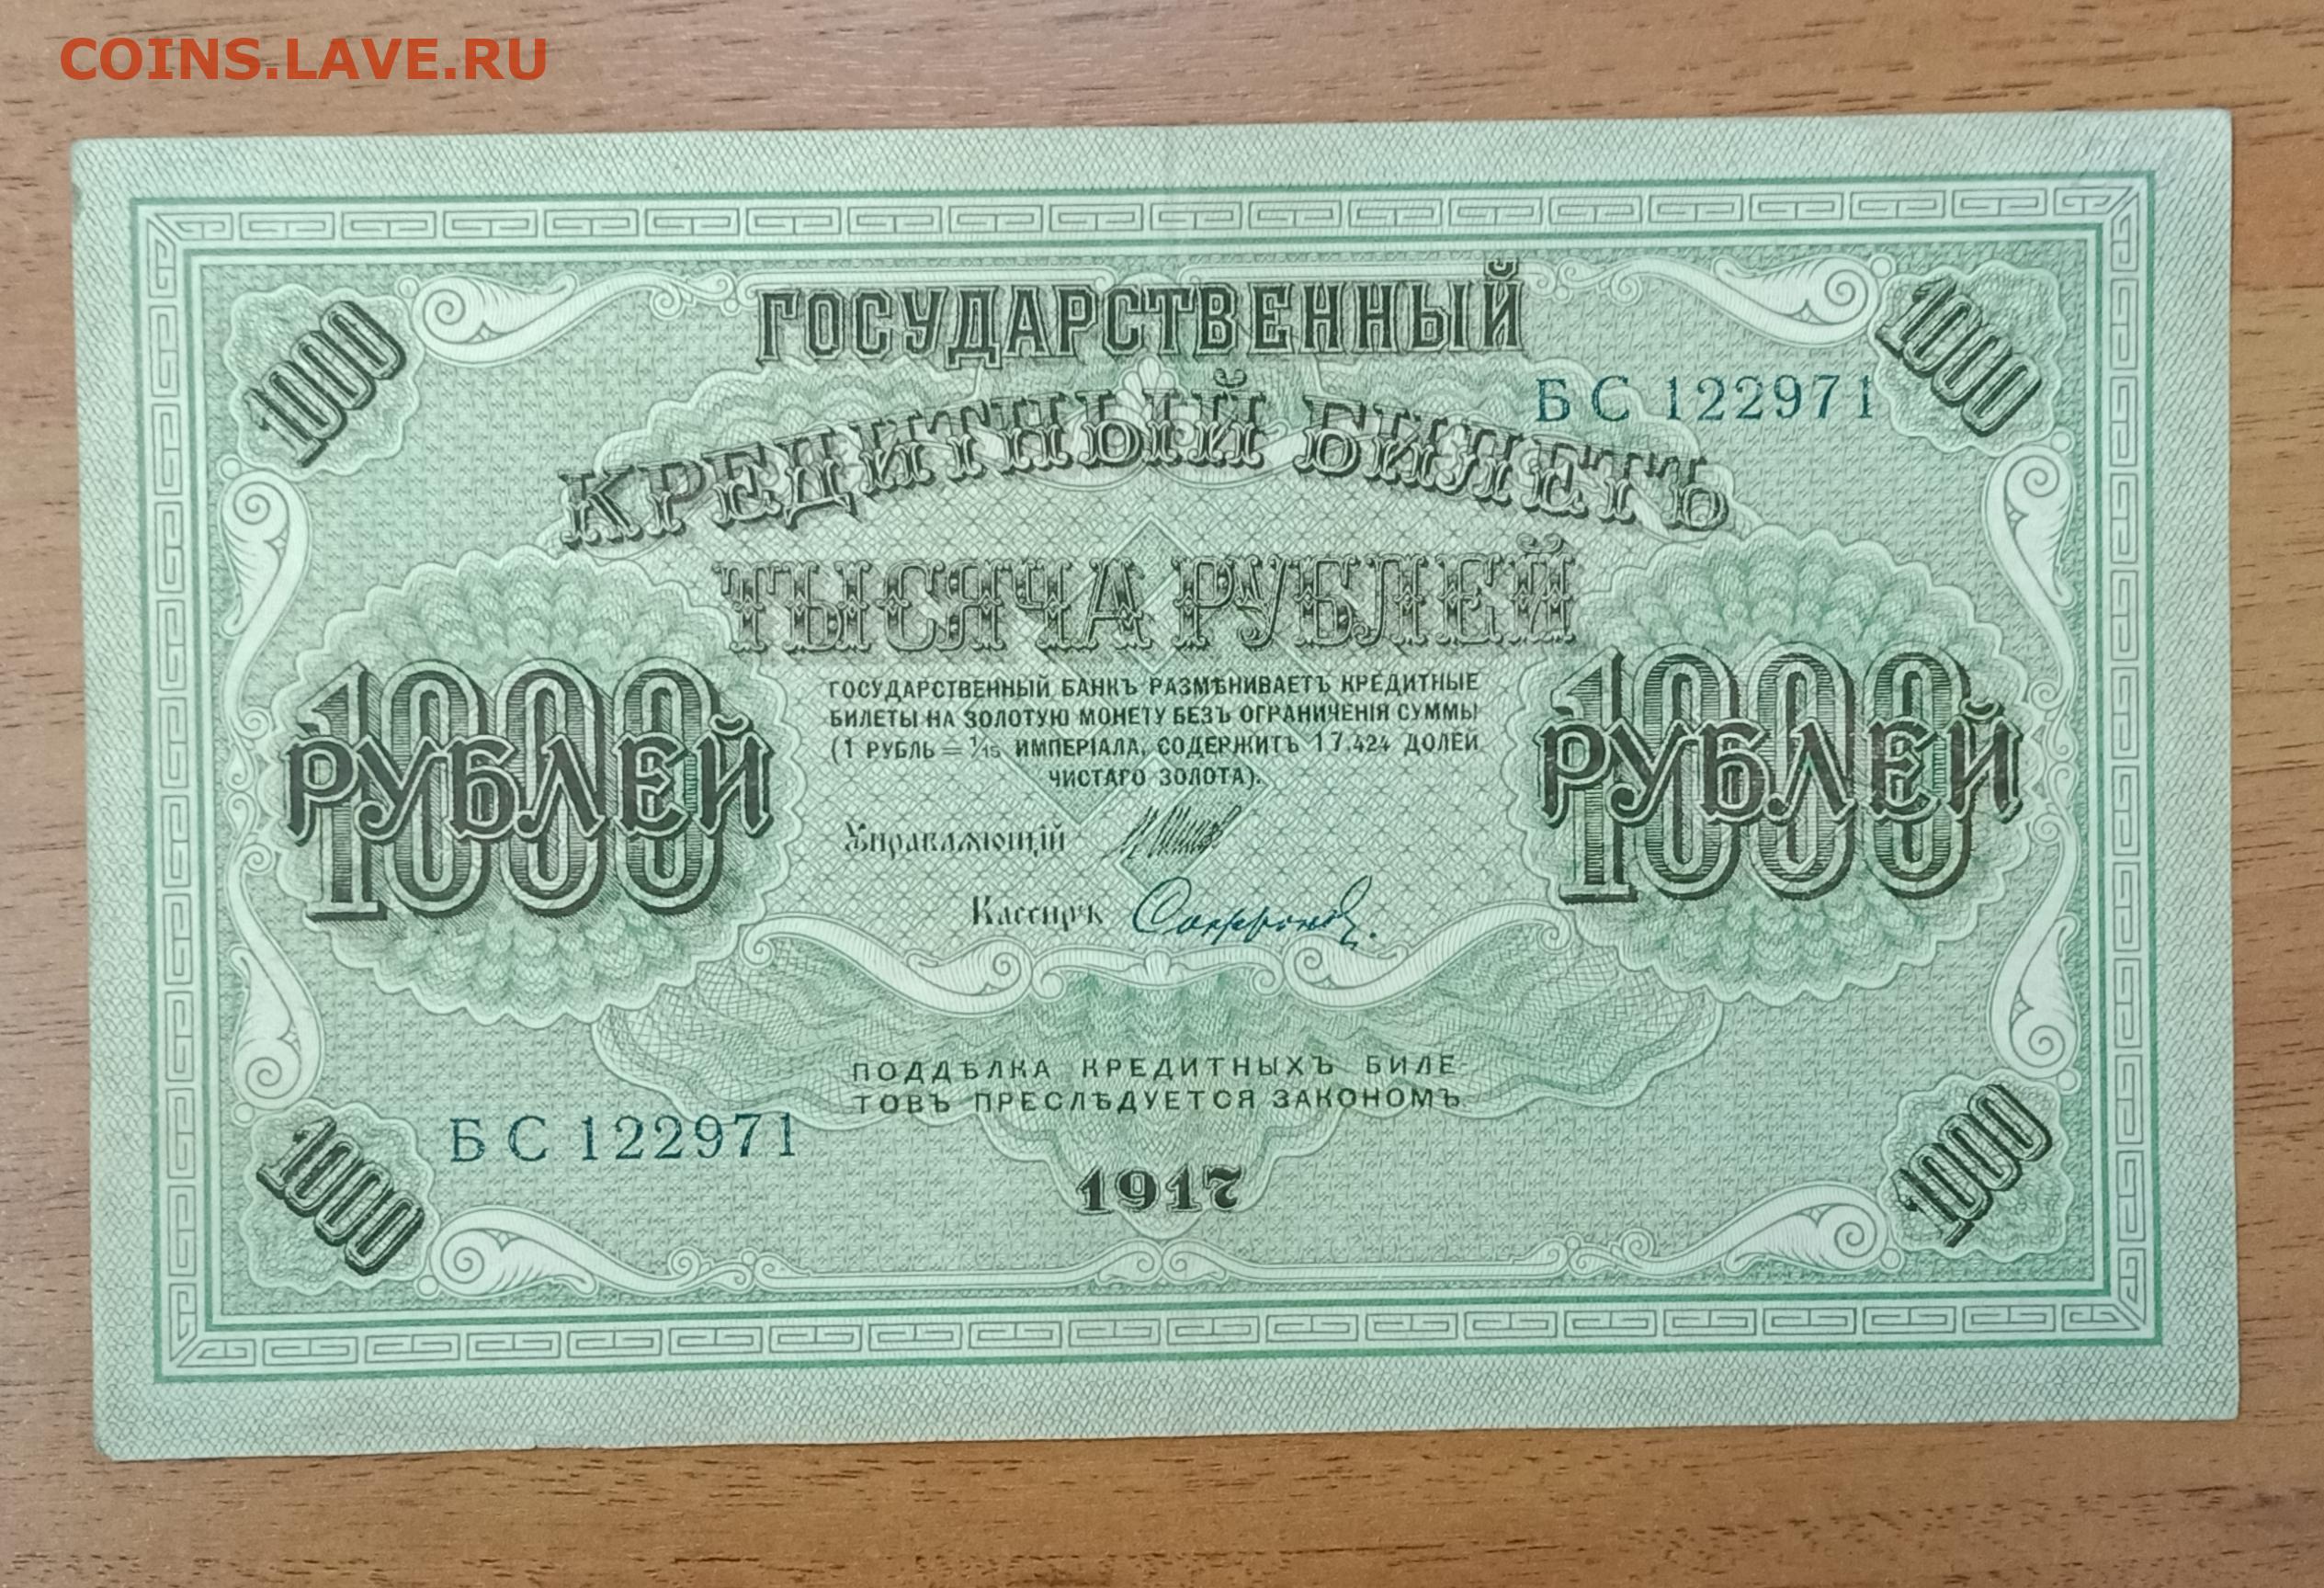 COINS.LAVE.RU
ГОСУДАРСТВЕННЫЙ
1000
1000
БС 122971
КРЕДИТНЫЙ БИЛЕТЪ
ТЫСЯЧА РУБЛЕЙ
1000
РУБЛЕЙ
ГОСУДАРСТВЕННЫЙ БАНКЪ РАЗМѢНИВАЕТЪ КРЕДИТНЫЕ
БИЛЕТЫ НА ЗОЛОТУЮ МОНЕТУ БЕЗЪ ОГРАНИЧЕНІЯ СУММЫ
(1 РУБЛЬ = 1/15 ИМПЕРІАЛА, СОДЕРЖИТЪ 17,424 ДОЛЕЙ
ЧИСТАГО ЗОЛОТА).
1000
РУБЛЕЙ
Управляющій
Кассиръ Софронов
ПОДДѢЛКА КРЕДИТНЫХЪ БИЛЕ-
ТОВЪ ПРЕСЛѢДУЕТСЯ ЗАКОНОМЪ
БС 122971
1000
1917
1000